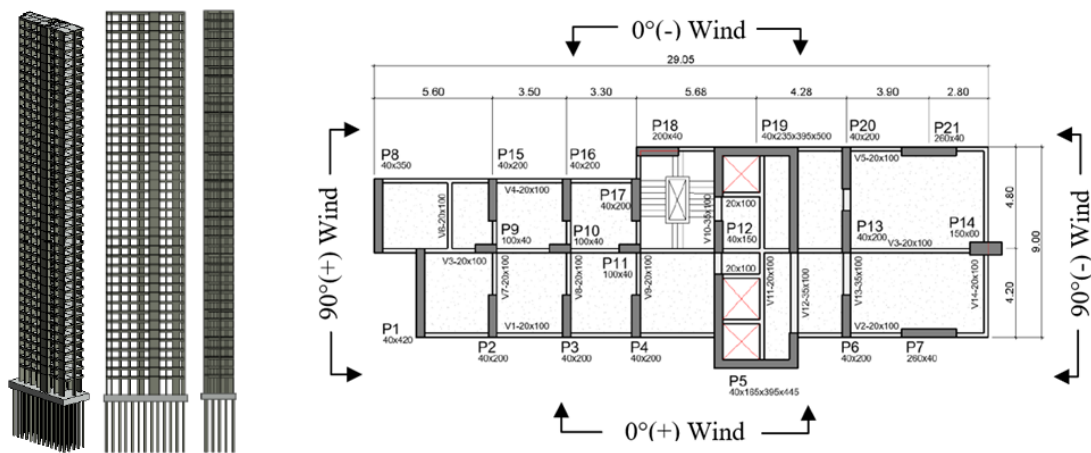 0°(-) Wind
29.05
5.60 3.50 3.30 5.68 4.28 3.90 2.80
P18
200x40
P19
40x235x395x500
P20
40x200
P21
260x40
P8
40x350
P15
40x200
P16
40x200
V5-20x100
V4-20x100
P17
40x200
V6-20x100
V10-35x100
20x100
4.80
90°(+) Wind
90°(-) Wind
P9
100x40
P10
100x40
P12
40x150
P13
40x200
P14
150x60
V3-20x100
9.00
V3-20x100
P11
100x40
20x100
V7-20x100
V8-20x100
V9-20x100
V11-20x100
V12-35x100
V13-35x100
V14-20x100
4.20
P1
40x420
V1-20x100
V2-20x100
P2
40x200
P3
40x200
P4
40x200
P6
40x200
P7
260x40
P5
40x165x395x445
0°(+) Wind